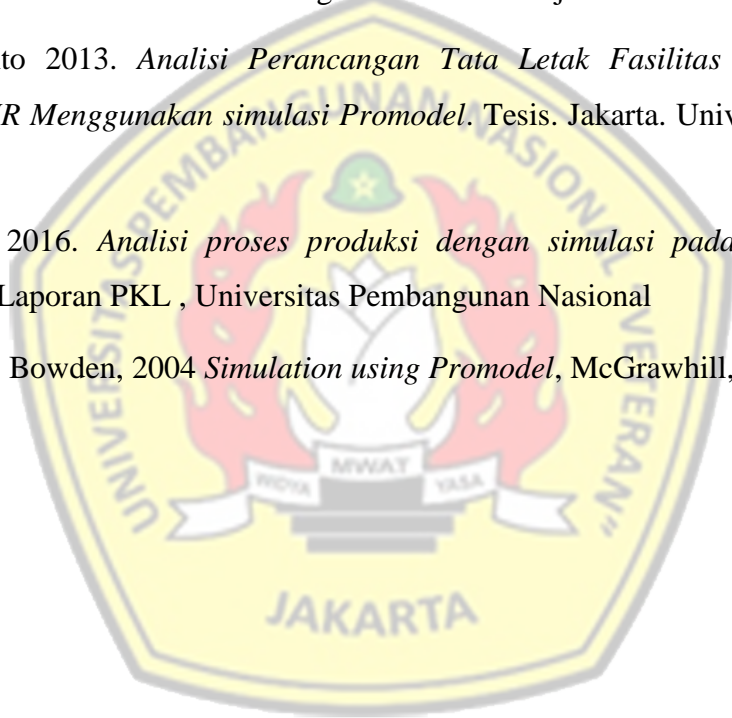 to 2013. Analisi Perancangan Tata Letak Fasilitas
R Menggunakan simulasi Promodel. Tesis. Jakarta. Univ
2016. Analisi proses produksi dengan simulasi pada
Laporan PKL , Universitas Pembangunan Nasional
Bowden, 2004 Simulation using Promodel, McGrawhill,
UNIVERSITAS PEMBANGUNAN NASIONAL "VETERAN"
WIDYA MWAT YASA
JAKARTA